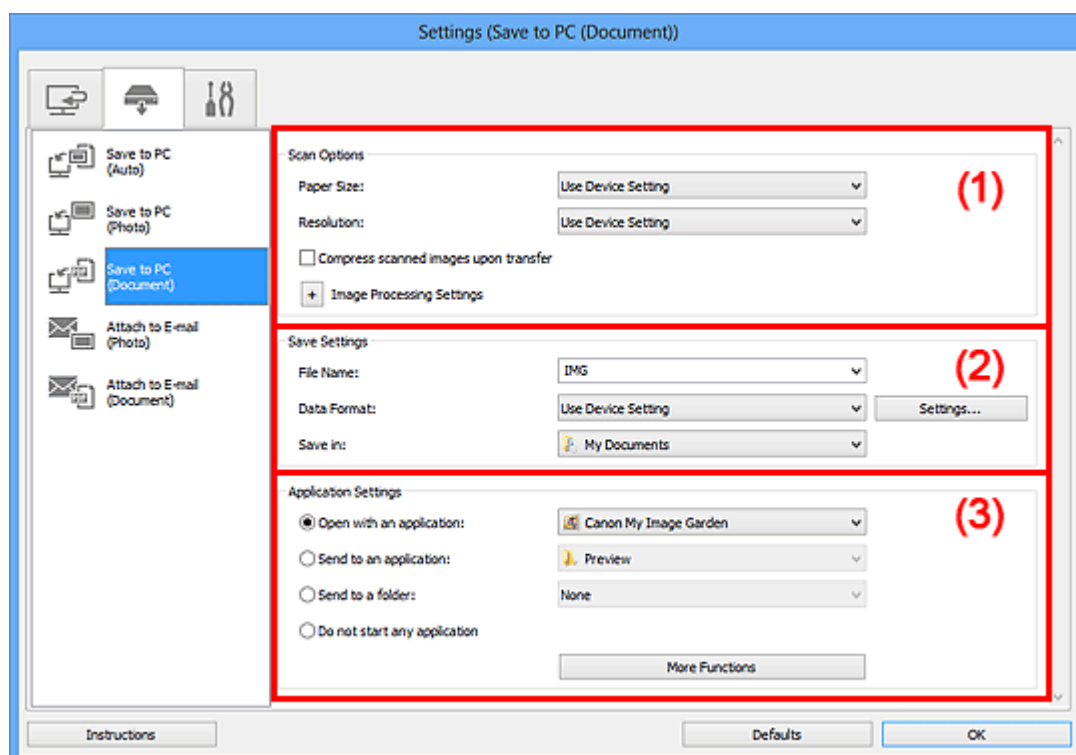 Settings (Save to PC (Document))
Save to PC
(Auto)
Save to PC
(Photo)
Save to PC
(Document)
Attach to E-mail
(Photo)
Attach to E-mail
(Document)
Scan Options
(1)
Paper Size: Use Device Setting
Resolution: Use Device Setting
Compress scanned images upon transfer
+ Image Processing Settings
Save Settings
(2)
File Name: IMG
Data Format: Use Device Setting Settings...
Save in: My Documents
Application Settings
(3)
Open with an application: Canon My Image Garden
Send to an application: Preview
Send to a folder: None
Do not start any application
More Functions
Instructions Defaults OK